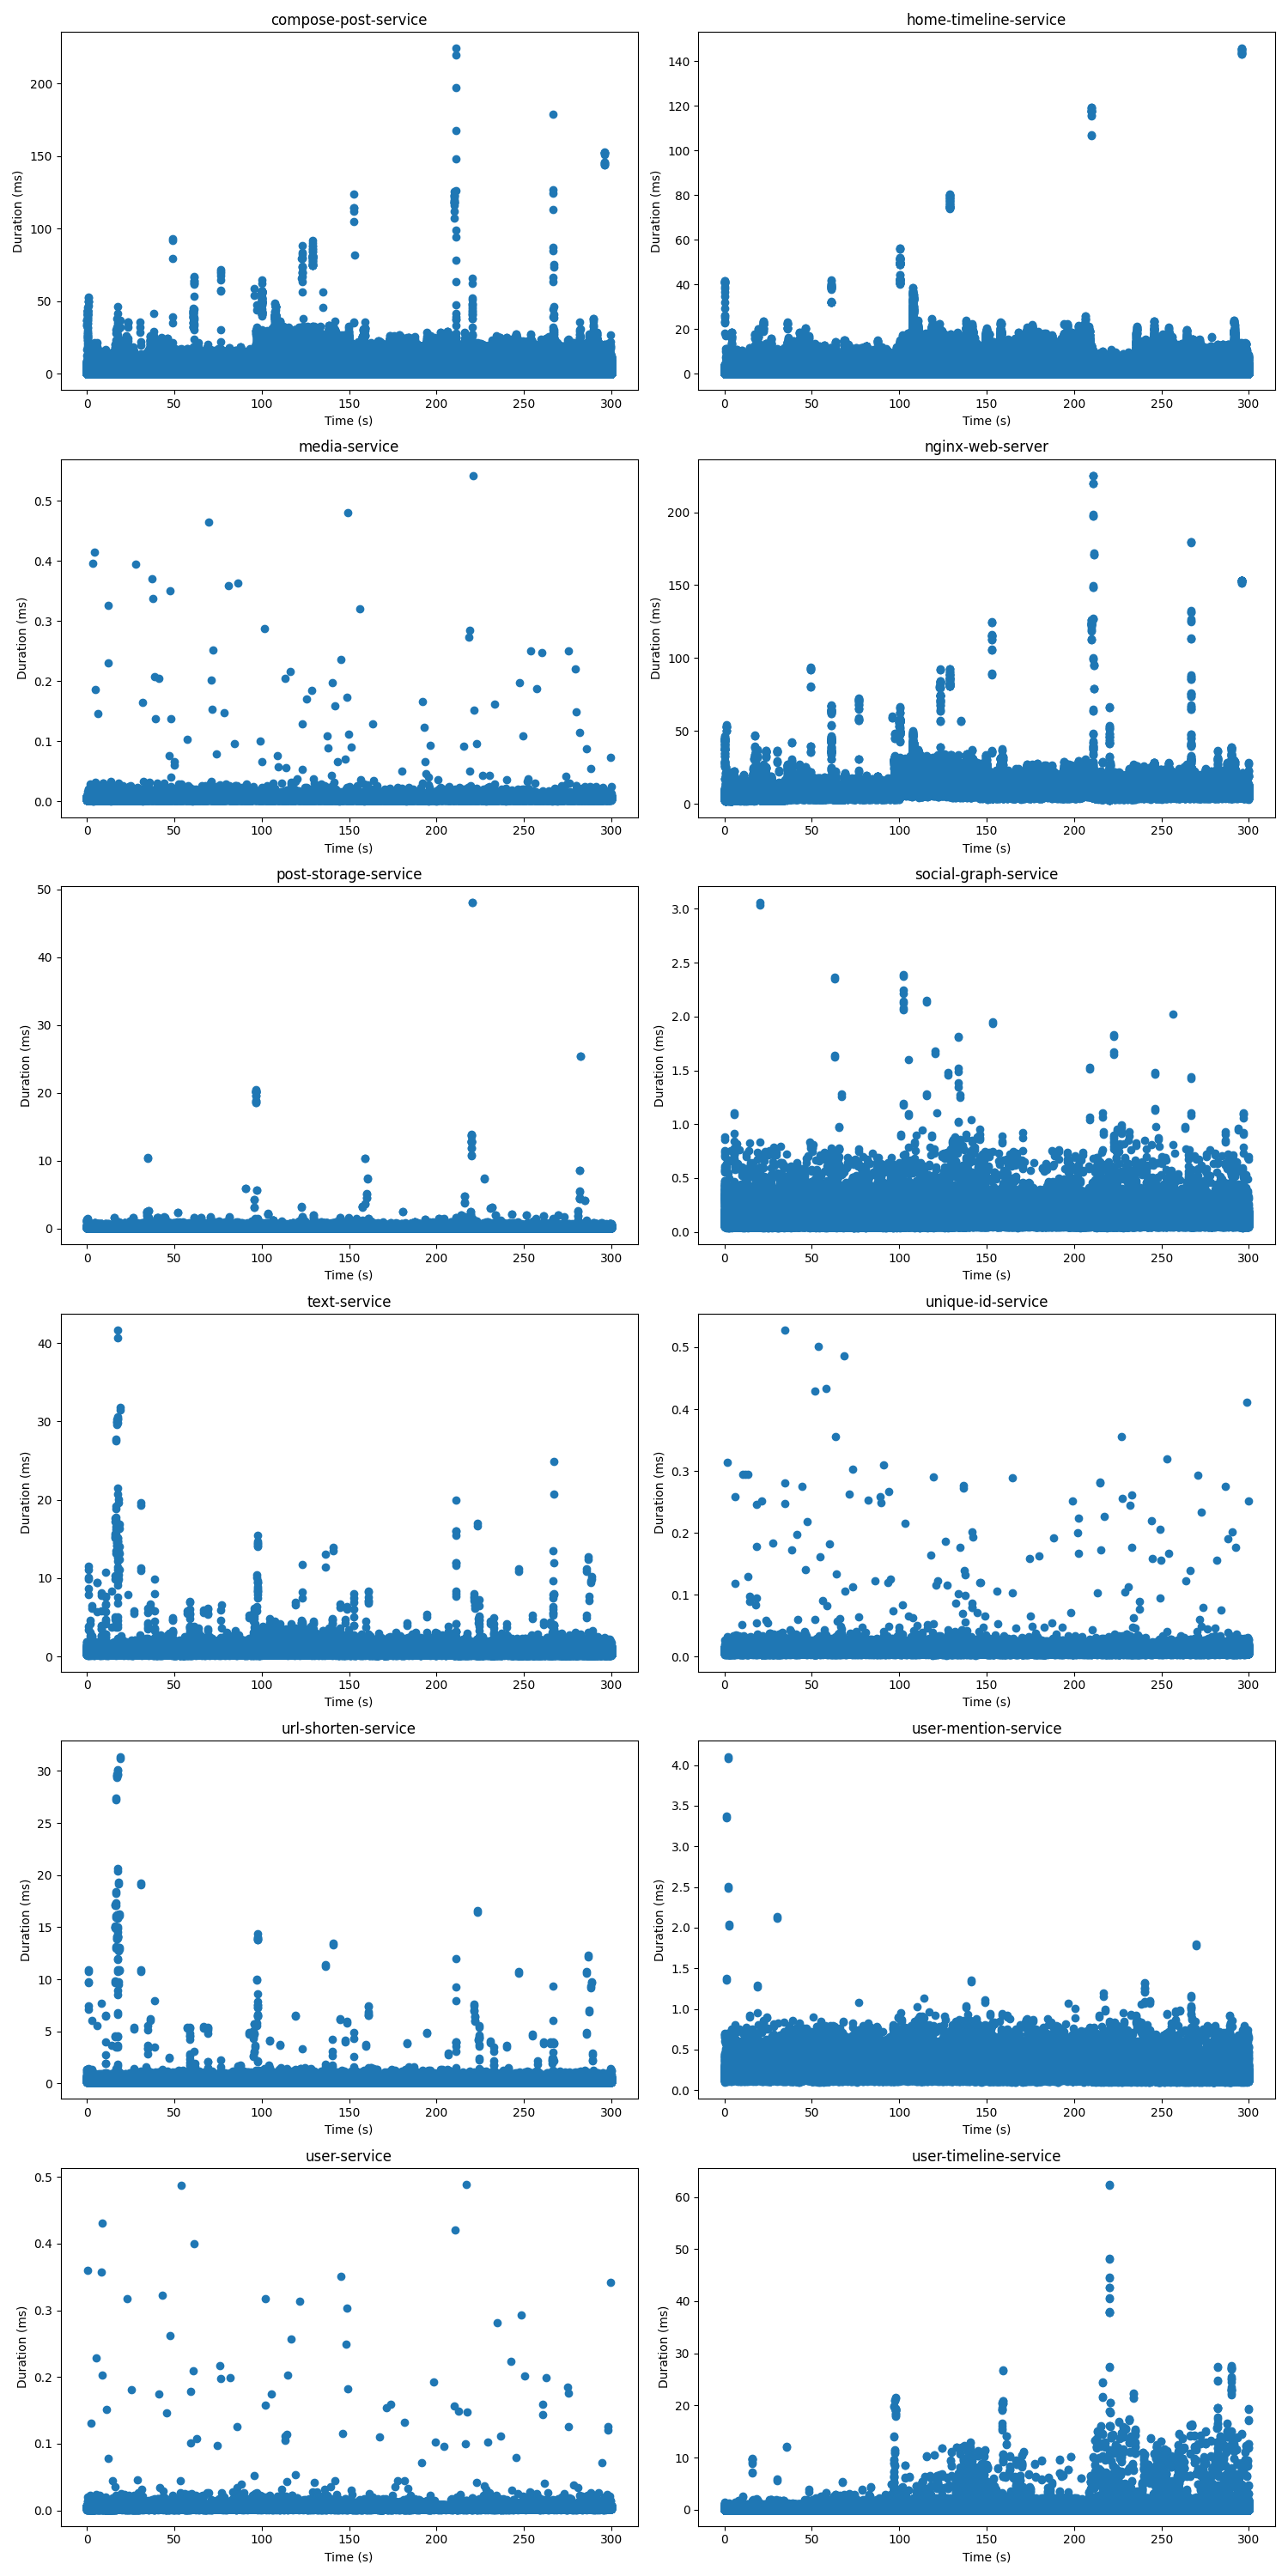 compose-post-service
200
150
100
50
0
Duration (ms)
0 50 100 150 200 250 300
Time (s)
home-timeline-service
140
120
100
80
60
40
20
0
Duration (ms)
0 50 100 150 200 250 300
Time (s)
media-service
0.5
0.4
0.3
0.2
0.1
0.0
Duration (ms)
0 50 100 150 200 250 300
Time (s)
nginx-web-server
200
150
100
50
0
Duration (ms)
0 50 100 150 200 250 300
Time (s)
post-storage-service
50
40
30
20
10
0
Duration (ms)
0 50 100 150 200 250 300
Time (s)
social-graph-service
3.0
2.5
2.0
1.5
1.0
0.5
0.0
Duration (ms)
0 50 100 150 200 250 300
Time (s)
text-service
40
30
20
10
0
Duration (ms)
0 50 100 150 200 250 300
Time (s)
unique-id-service
0.5
0.4
0.3
0.2
0.1
0.0
Duration (ms)
0 50 100 150 200 250 300
Time (s)
url-shorten-service
30
25
20
15
10
5
0
Duration (ms)
0 50 100 150 200 250 300
Time (s)
user-mention-service
4.0
3.5
3.0
2.5
2.0
1.5
1.0
0.5
0.0
Duration (ms)
0 50 100 150 200 250 300
Time (s)
user-service
0.5
0.4
0.3
0.2
0.1
0.0
Duration (ms)
0 50 100 150 200 250 300
Time (s)
user-timeline-service
60
50
40
30
20
10
0
Duration (ms)
0 50 100 150 200 250 300
Time (s)